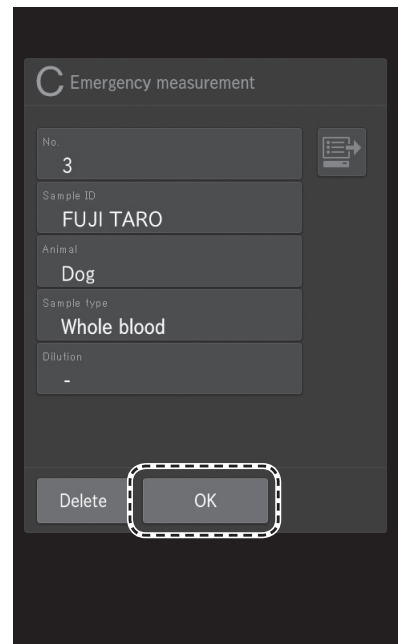 C Emergency measurement
No.
3
Sample ID
FUJI TARO
Animal
Dog
Sample type
Whole blood
Dilution
-
Delete OK